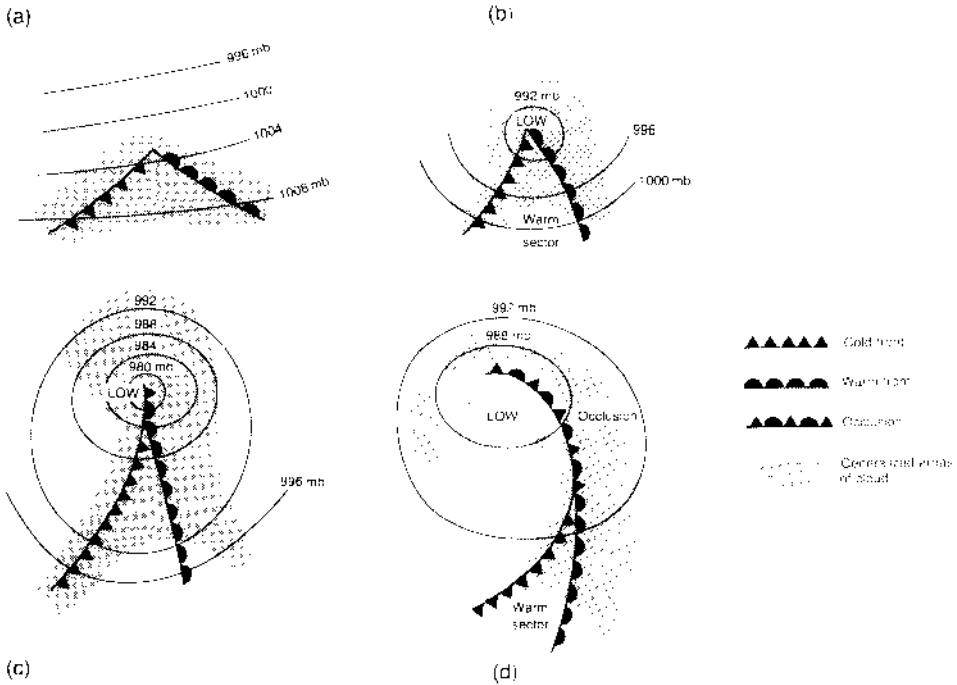 (a)
996 mb
1000
1004
1008 mb
(b)
992 mb
LOW
996
1000 mb
Warm
sector
992
988
984
980 mb
LOW
996 mb
(c)
992 mb
988 mb
LOW
Occlusion
Warm
sector
(d)
Cold front
Warm front
Occlusion
Generalized areas
of cloud